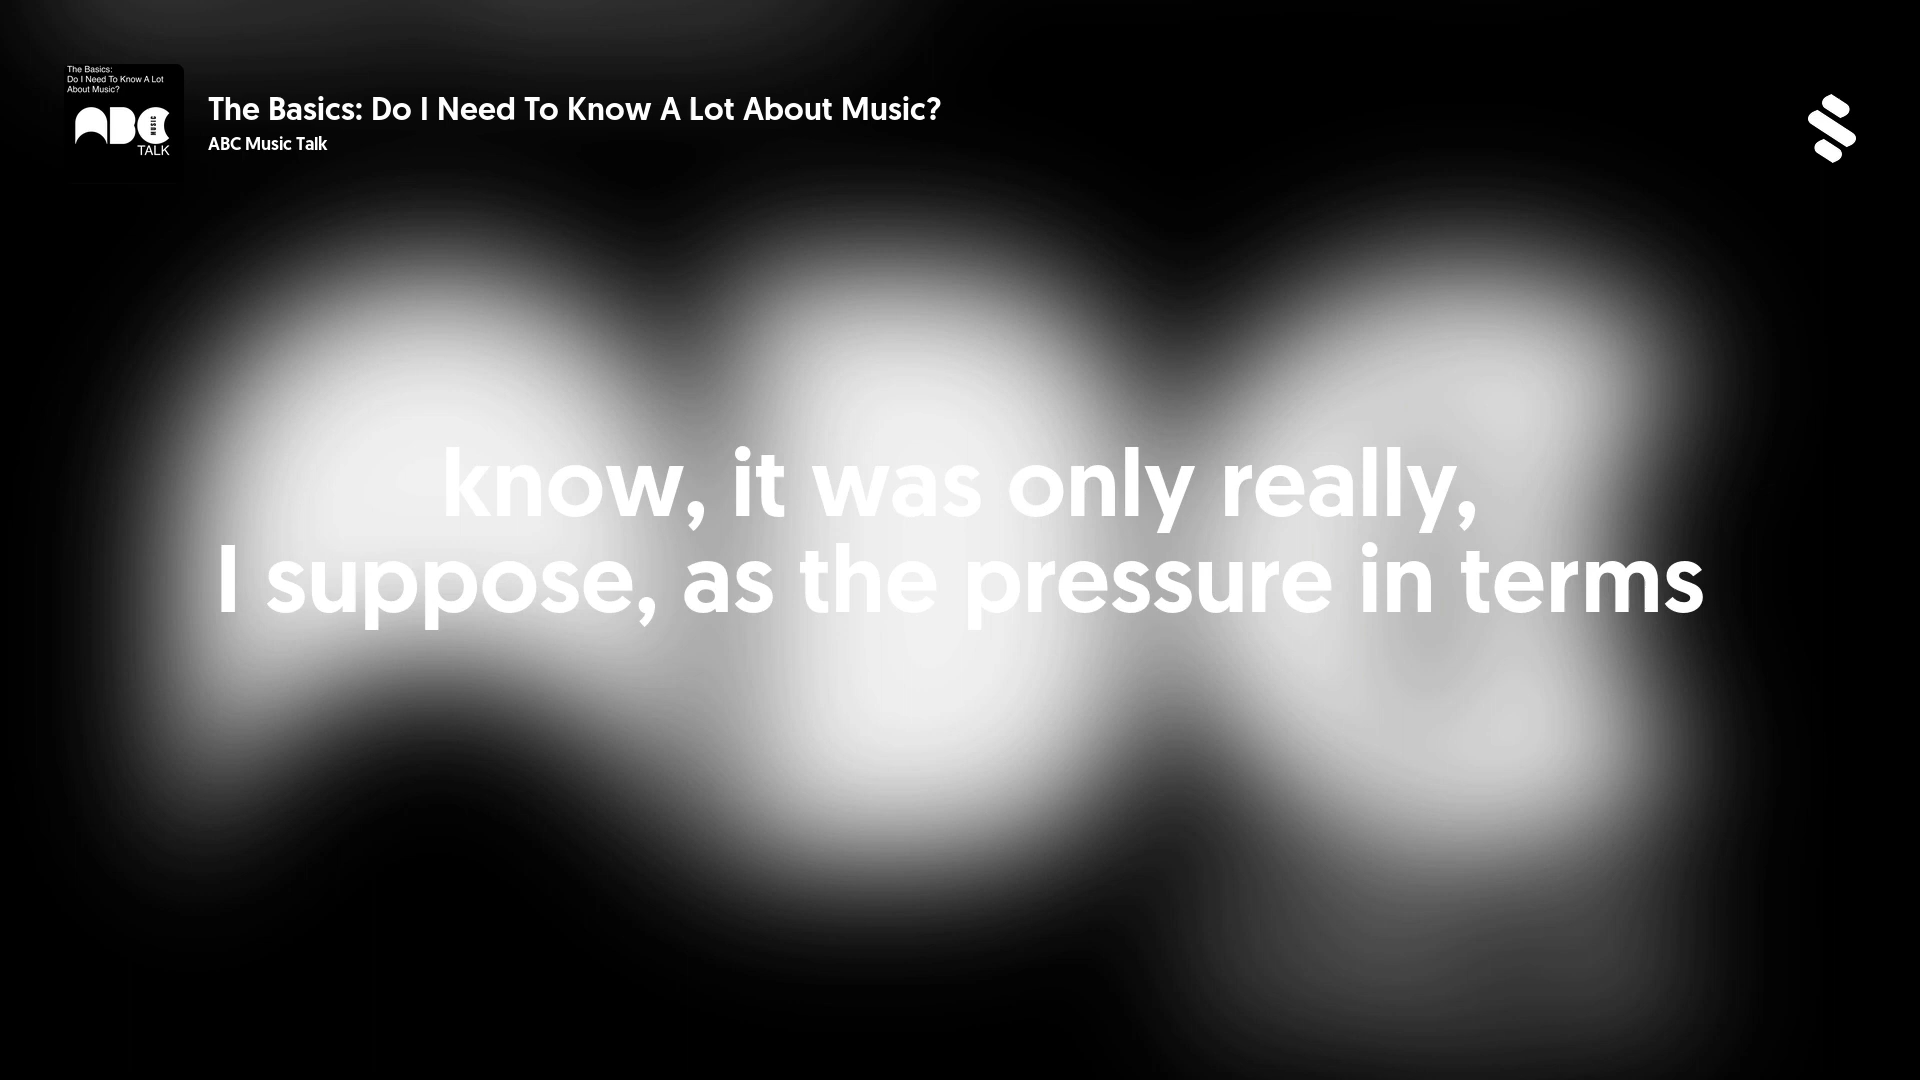 The Basics:
Do I Need To Know A Lot
About Music?
ABC
MUSIC
TALK
The Basics: Do I Need To Know A Lot About Music?
ABC Music Talk
know, it was only really,
I suppose, as the pressure in terms